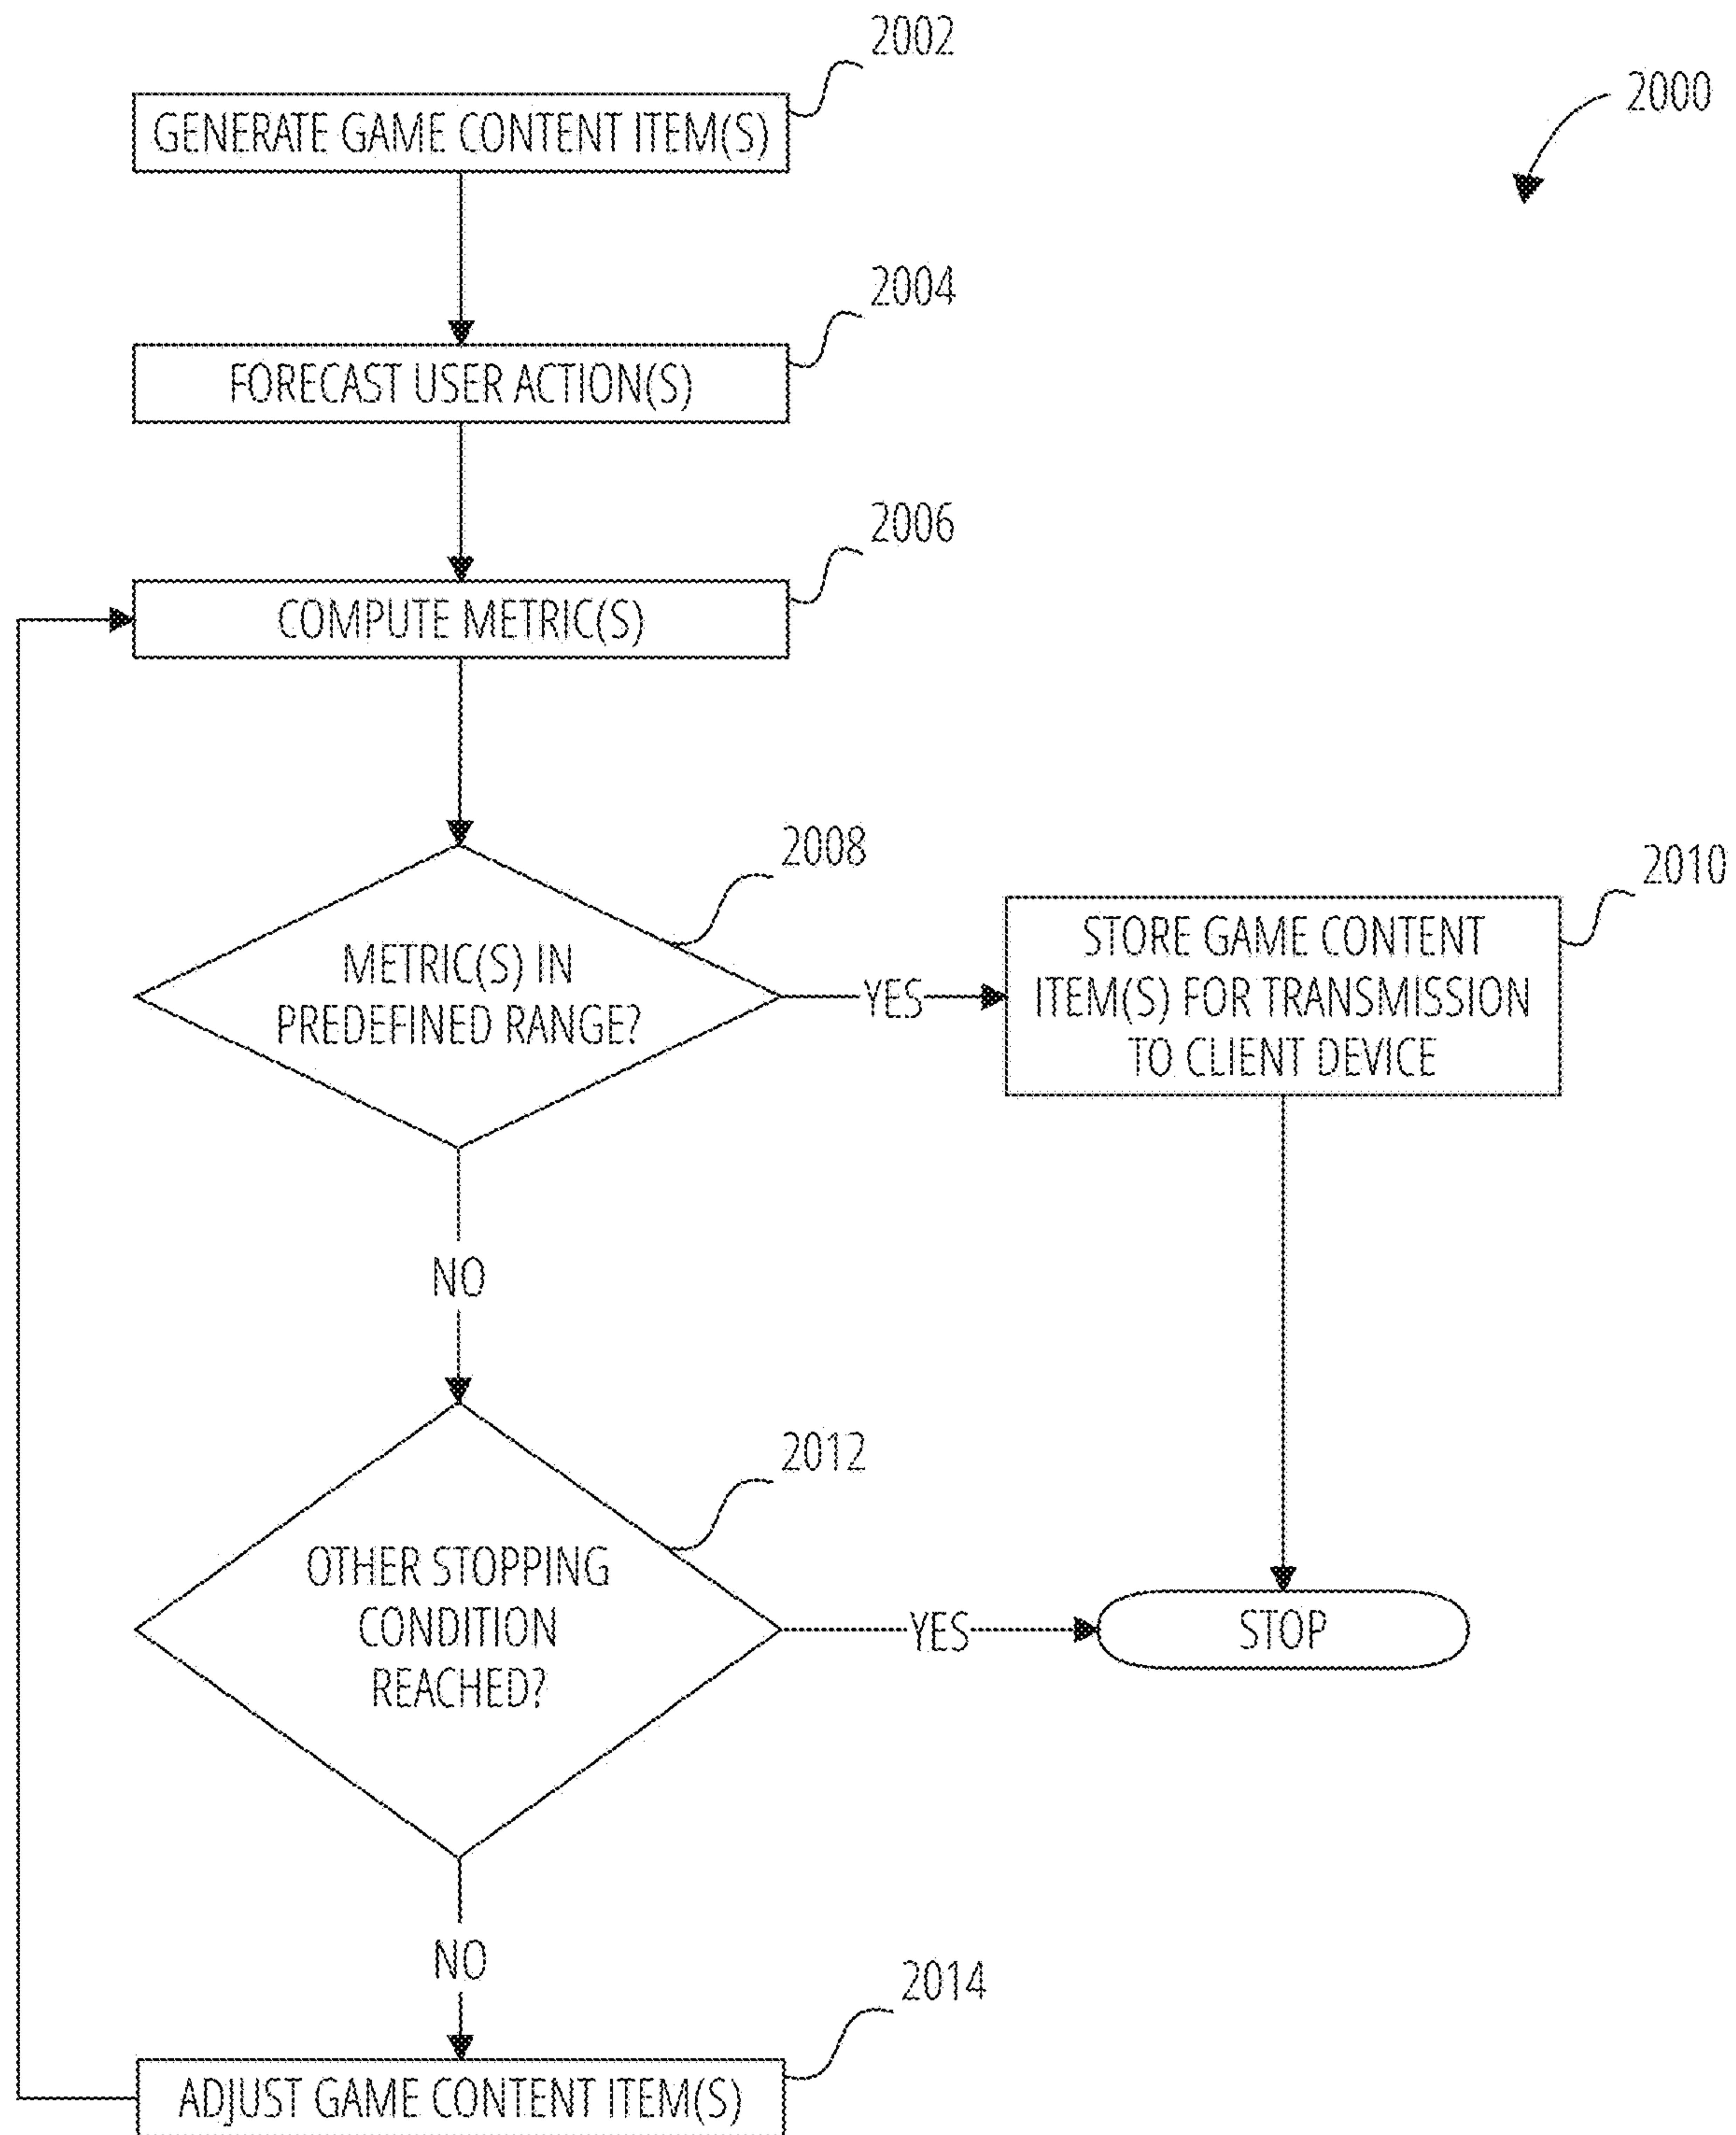 2002
2000
GENERATE GAME CONTENT ITEM(S)
2004
FORECAST USER ACTION(S)
2006
COMPUTE METRIC(S)
2008
METRIC(S) IN
PREDEFINED RANGE?
YES
2010
STORE GAME CONTENT
ITEM(S) FOR TRANSMISSION
TO CLIENT DEVICE
NO
2012
OTHER STOPPING
CONDITION
REACHED?
YES
STOP
NO
2014
ADJUST GAME CONTENT ITEM(S)